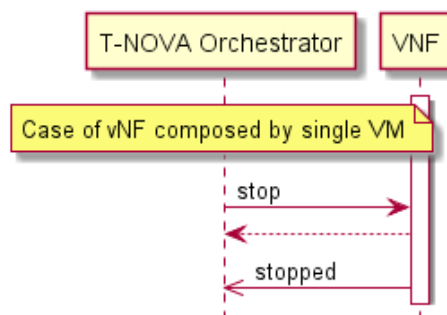 T-NOVA Orchestrator
VNF
Case of vNF composed by single VM
stop
stopped